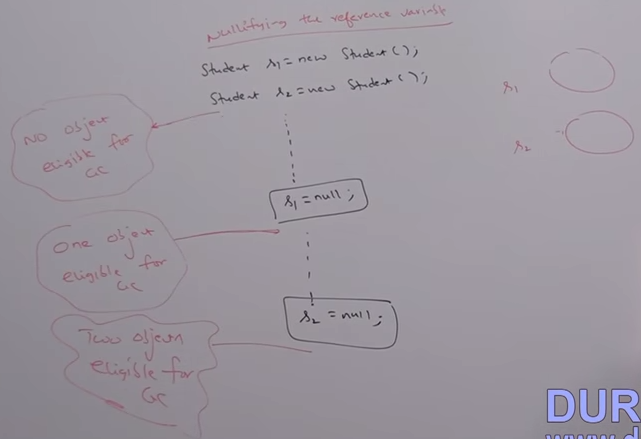 Nullifying the reference variable
Student s1 = new Student();
Student s2 = new Student();
s1
s2
NO object
eligible for
GC
s1 = null;
One object
eligible for
GC
s2 = null;
Two objects
eligible for
GC
DUR
www.d